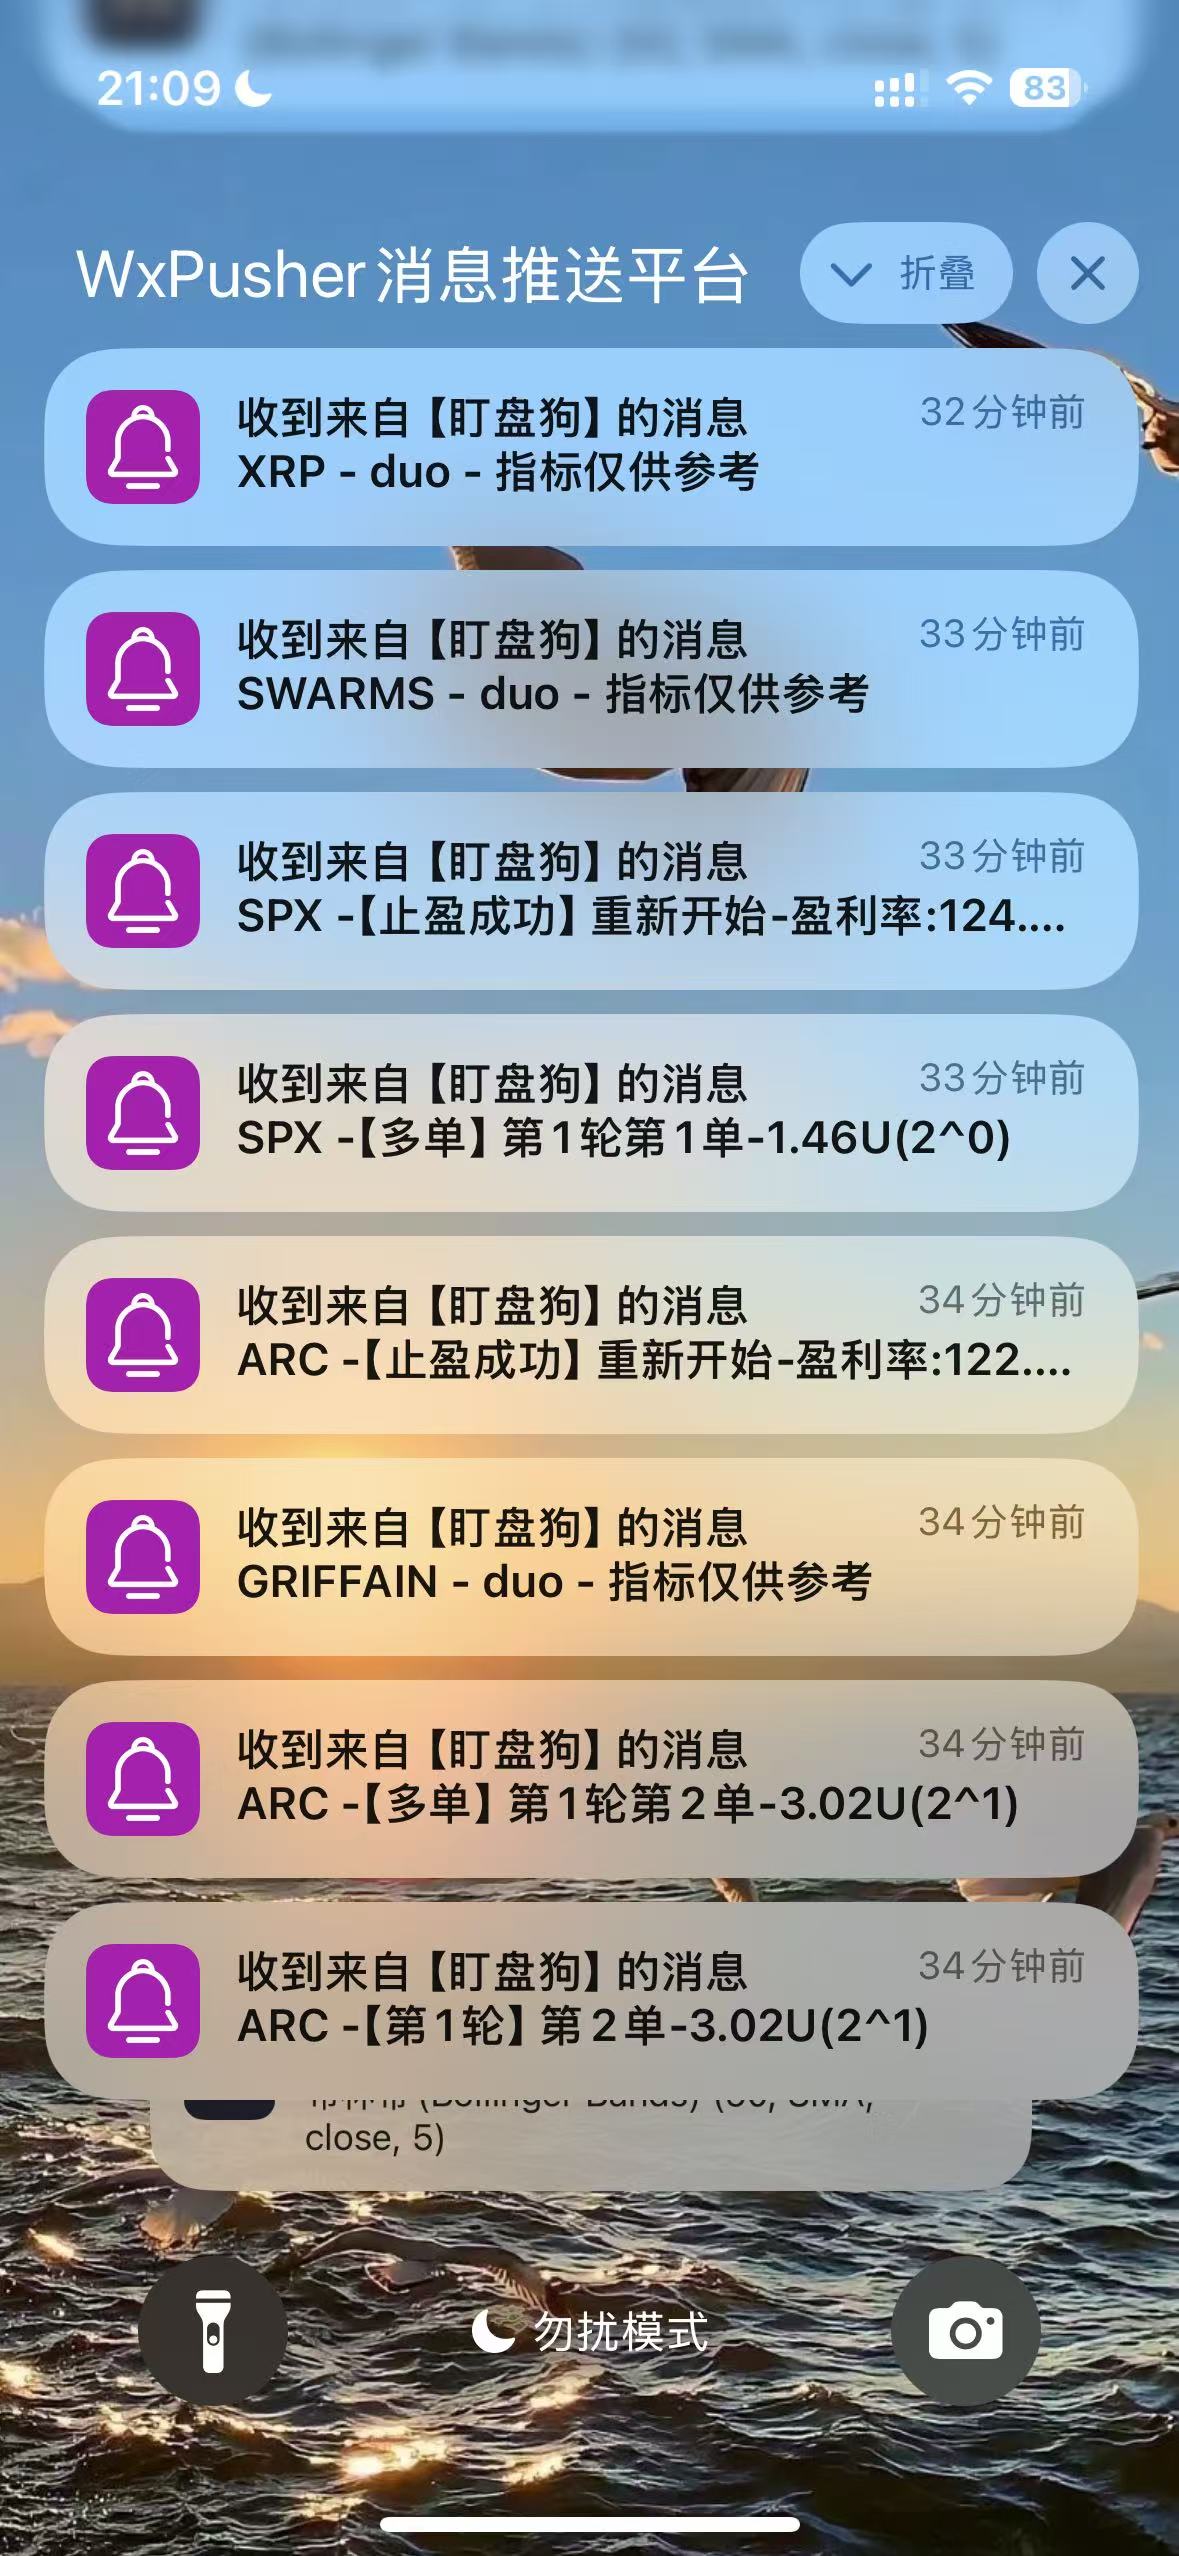 21:09
83
WxPusher消息推送平台
折叠
收到来自【盯盘狗】的消息
32分钟前
XRP - duo - 指标仅供参考
收到来自【盯盘狗】的消息
33分钟前
SWARMS - duo - 指标仅供参考
收到来自【盯盘狗】的消息
33分钟前
SPX -【止盈成功】重新开始-盈利率:124....
收到来自【盯盘狗】的消息
33分钟前
SPX -【多单】第1轮第1单-1.46U(2^0)
收到来自【盯盘狗】的消息
34分钟前
ARC -【止盈成功】重新开始-盈利率:122....
收到来自【盯盘狗】的消息
34分钟前
GRIFFAIN - duo - 指标仅供参考
收到来自【盯盘狗】的消息
34分钟前
ARC -【多单】第1轮第2单-3.02U(2^1)
收到来自【盯盘狗】的消息
34分钟前
ARC -【第1轮】第2单-3.02U(2^1)
(Bollinger Bands)
close, 5)
勿扰模式